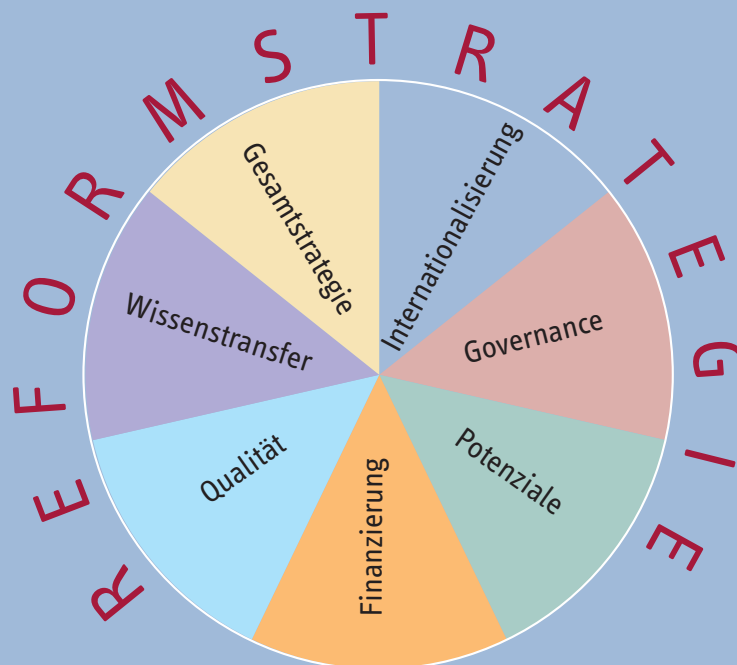 REFORMSTRATEGIE
Gesamtstrategie
Internationalisierung
Governance
Potenziale
Finanzierung
Qualität
Wissenstransfer